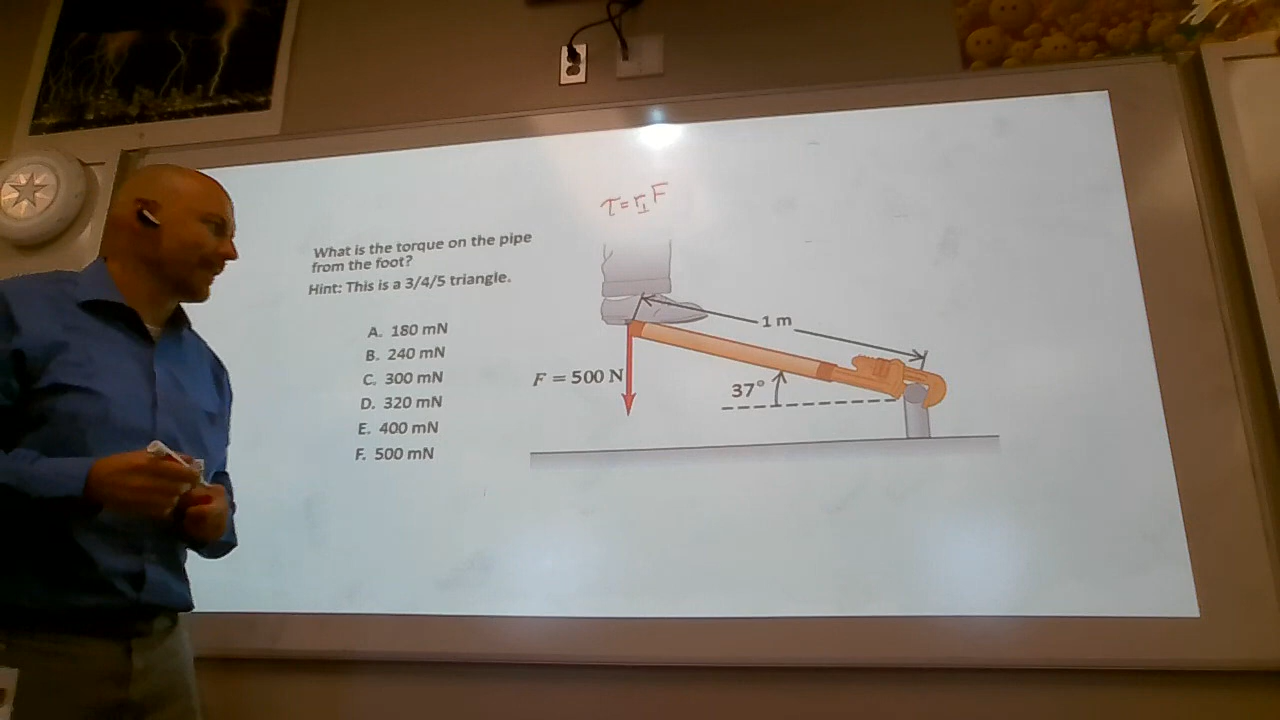 τ = r⊥F
What is the torque on the pipe
from the foot?
Hint: This is a 3/4/5 triangle.
A. 180 mN
B. 240 mN
C. 300 mN
D. 320 mN
E. 400 mN
F. 500 mN
1 m
F = 500 N
37°